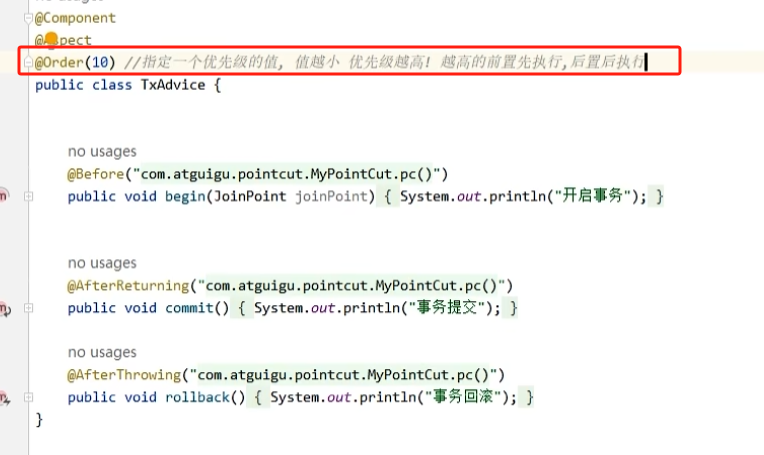 no usages
@Component
@Aspect
@Order(10) //指定一个优先级的值, 值越小 优先级越高! 越高的前置先执行,后置后执行
public class TxAdvice {
no usages
@Before("com.atguigu.pointcut.MyPointCut.pc()")
public void begin(JoinPoint joinPoint) { System.out.println("开启事务"); }
no usages
@AfterReturning("com.atguigu.pointcut.MyPointCut.pc()")
public void commit() { System.out.println("事务提交"); }
no usages
@AfterThrowing("com.atguigu.pointcut.MyPointCut.pc()")
public void rollback() { System.out.println("事务回滚"); }
}